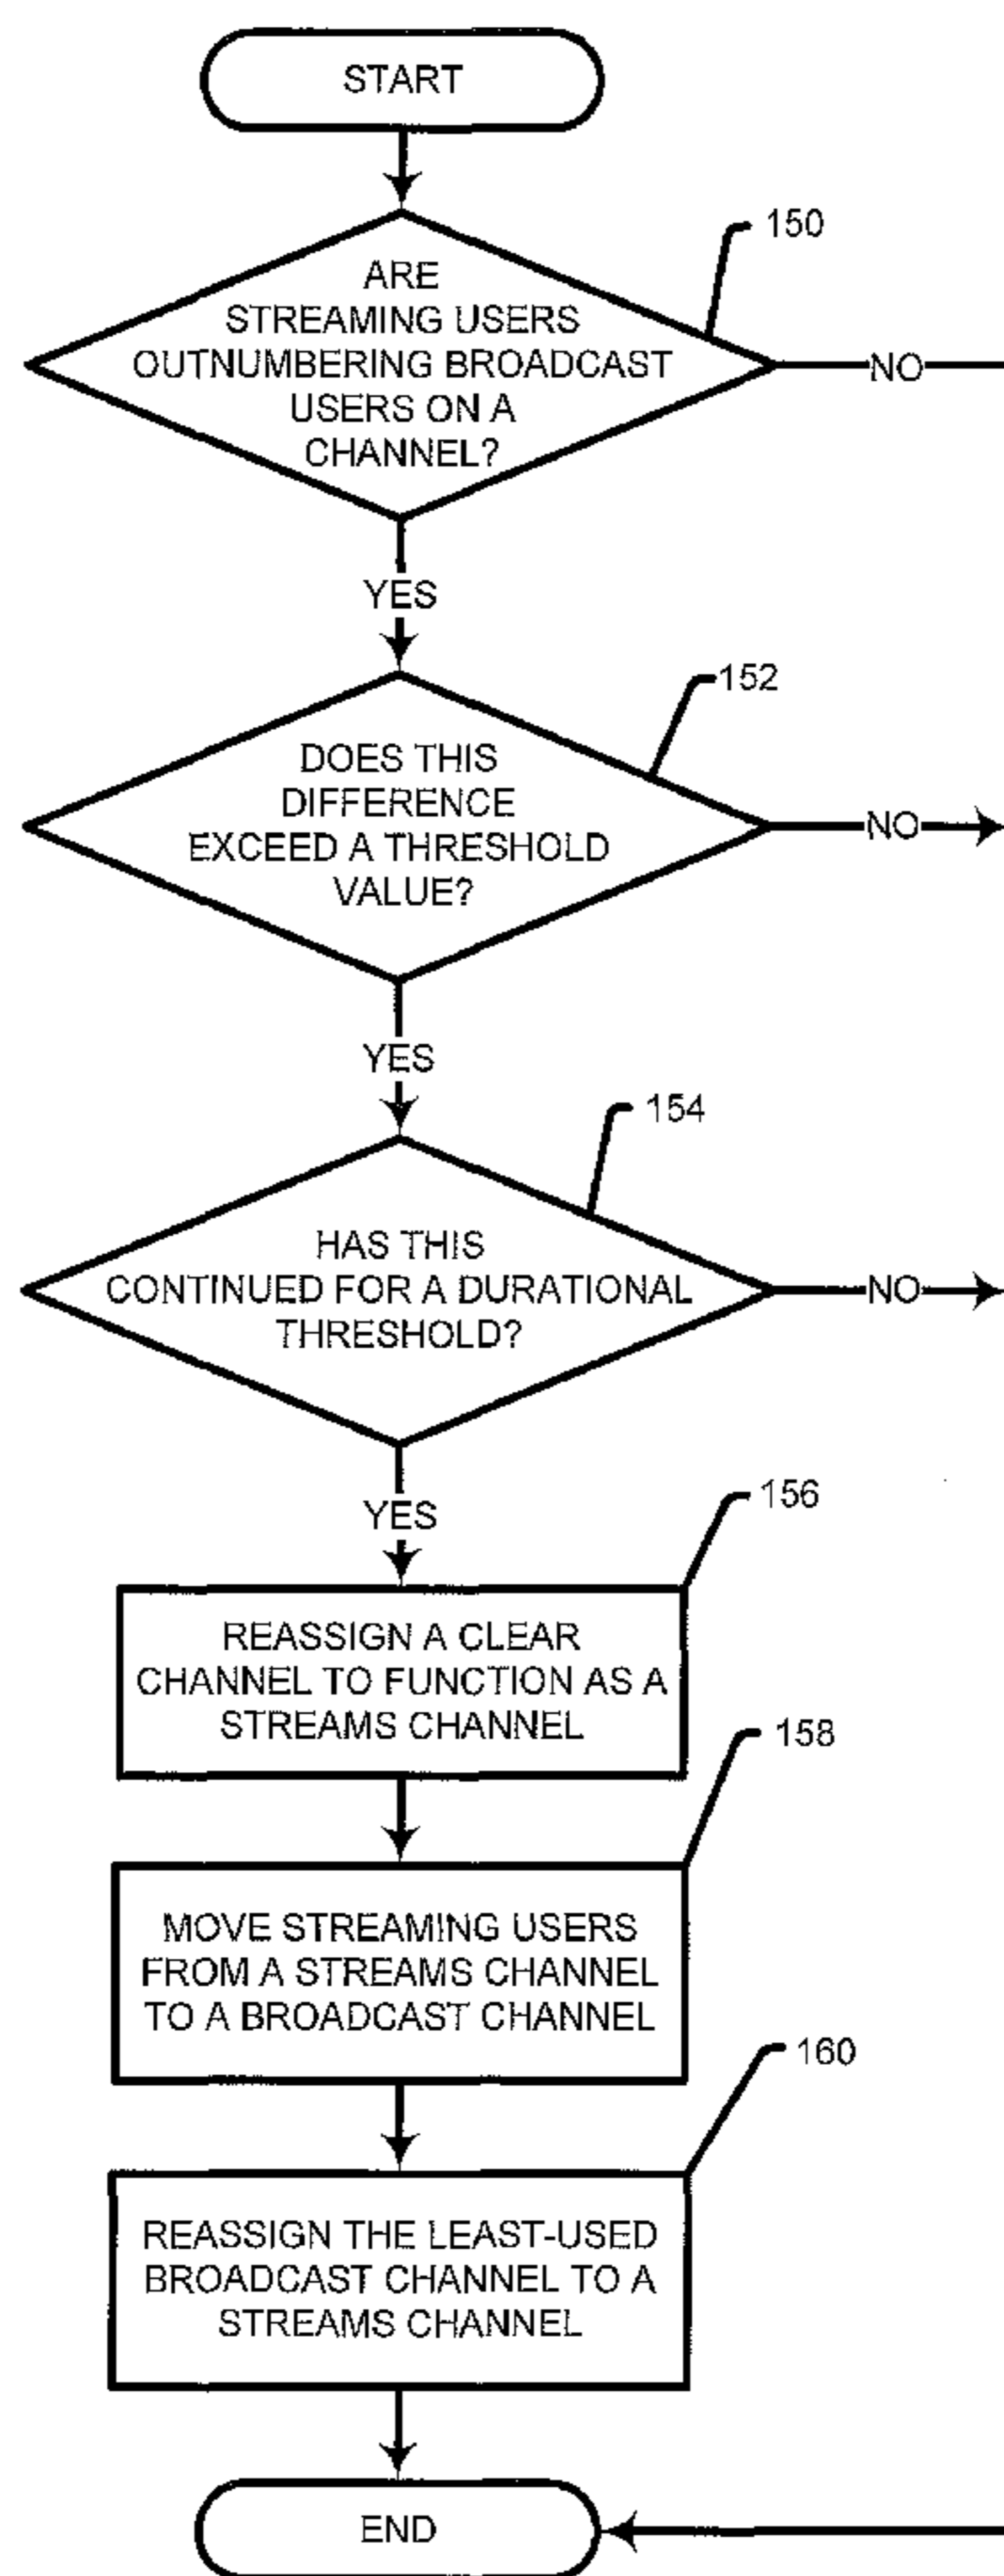 START
150
ARE
STREAMING USERS
OUTNUMBERING BROADCAST
USERS ON A
CHANNEL?
NO
YES
152
DOES THIS
DIFFERENCE
EXCEED A THRESHOLD
VALUE?
NO
YES
154
HAS THIS
CONTINUED FOR A DURATIONAL
THRESHOLD?
NO
YES
156
REASSIGN A CLEAR
CHANNEL TO FUNCTION AS A
STREAMS CHANNEL
158
MOVE STREAMING USERS
FROM A STREAMS CHANNEL
TO A BROADCAST CHANNEL
160
REASSIGN THE LEAST-USED
BROADCAST CHANNEL TO A
STREAMS CHANNEL
END